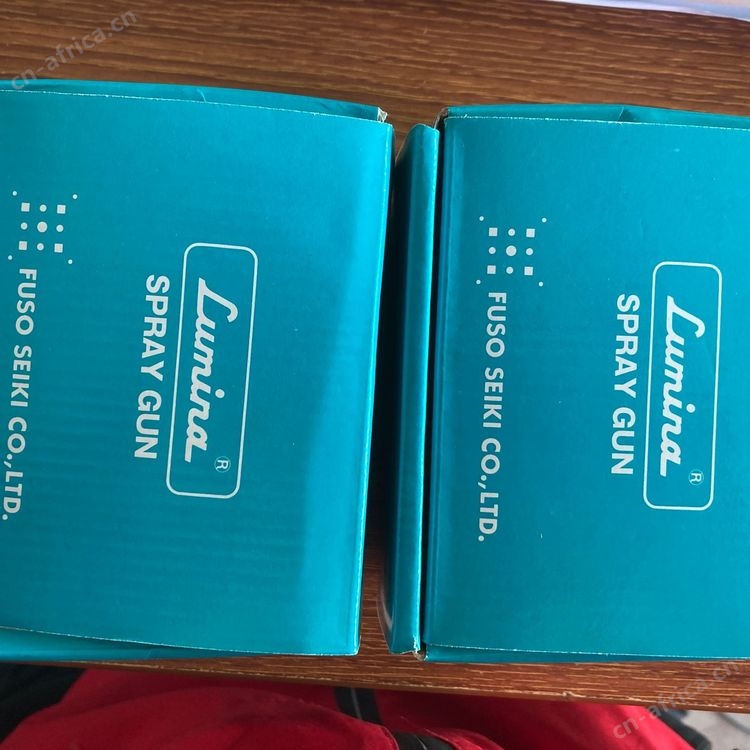 cn-africa.cn
Lumina®
SPRAY GUN
FUSO SEIKI CO.,LTD.
Lumina®
SPRAY GUN
FUSO SEIKI CO.,LTD.
cn-africa.cn